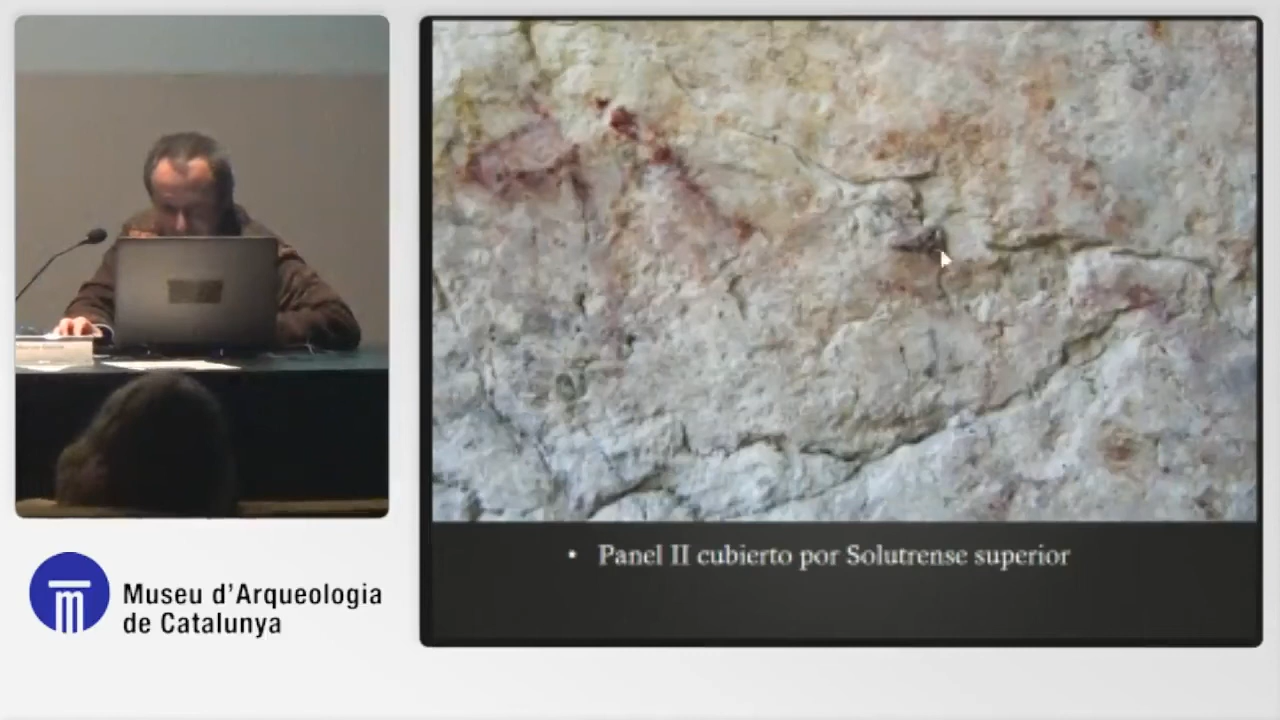 • Panel II cubierto por Solutrense superior
Museu d'Arqueologia
de Catalunya